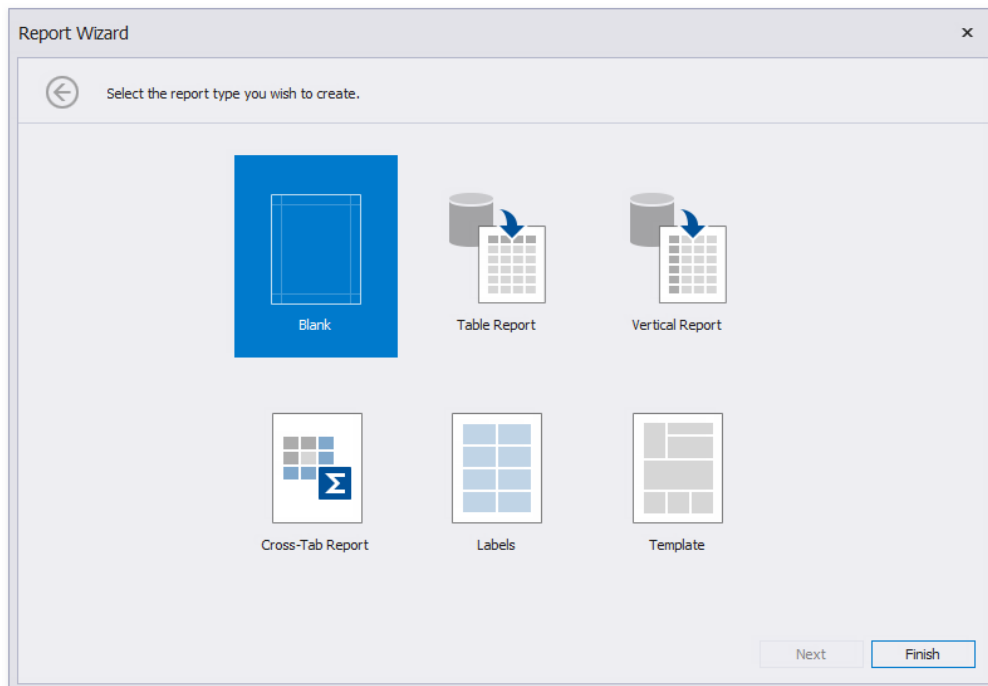 Report Wizard
Select the report type you wish to create.
Blank
Table Report
Vertical Report
Cross-Tab Report
Labels
Template
Next
Finish